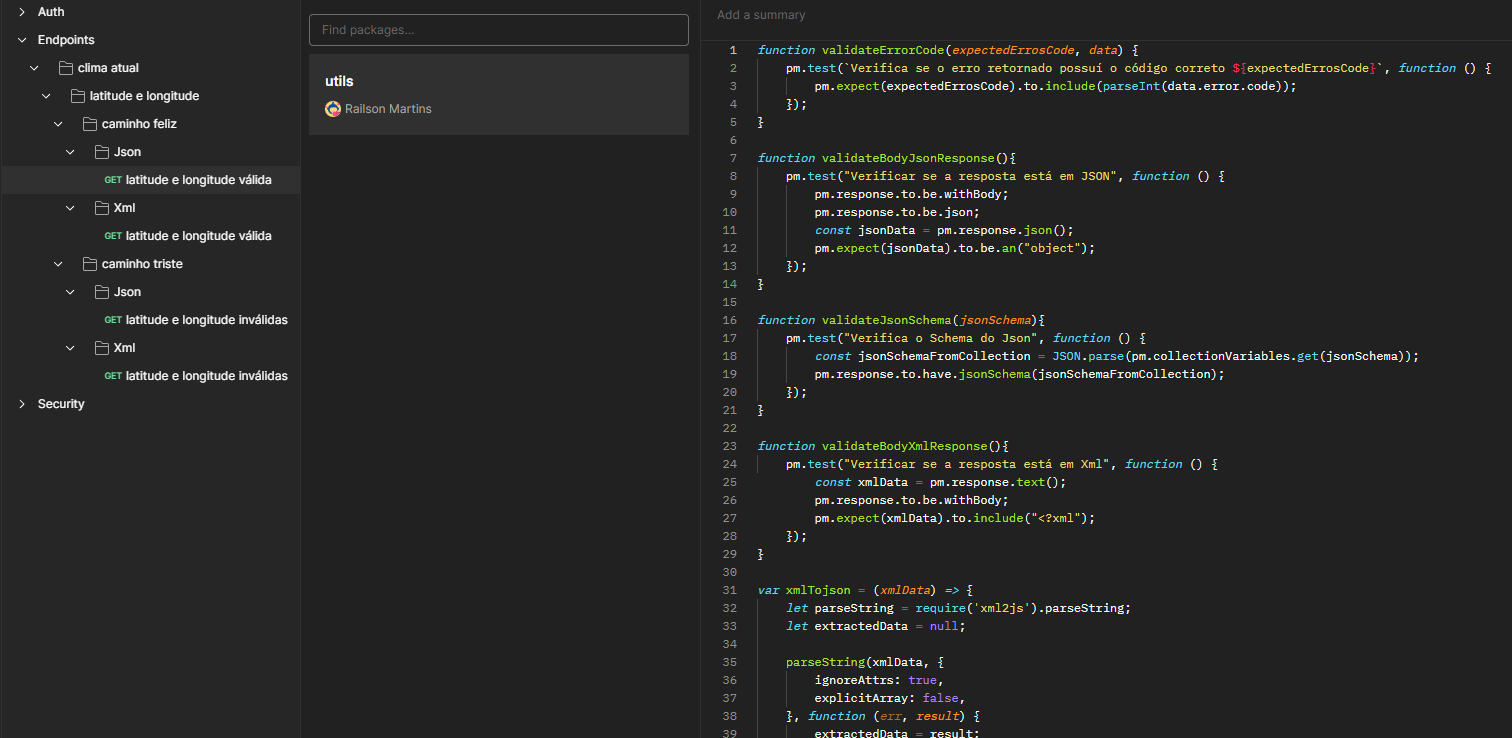 Auth
Endpoints
clima atual
latitude e longitude
caminho feliz
Json
GET latitude e longitude válida
Xml
GET latitude e longitude válida
caminho triste
Json
GET latitude e longitude inválidas
Xml
GET latitude e longitude inválidas
Security
Find packages...
utils
Railson Martins
Add a summary
1 function validateErrorCode(expectedErrosCode, data) {
2 pm.test(`Verifica se o erro retornado possuí o código correto ${expectedErrosCode}`, function () {
3 pm.expect(expectedErrosCode).to.include(parseInt(data.error.code));
4 });
5 }
6
7 function validateBodyJsonResponse(){
8 pm.test("Verificar se a resposta está em JSON", function () {
9 pm.response.to.be.withBody;
10 pm.response.to.be.json;
11 const jsonData = pm.response.json();
12 pm.expect(jsonData).to.be.an("object");
13 });
14 }
15
16 function validateJsonSchema(jsonSchema){
17 pm.test("Verifica o Schema do Json", function () {
18 const jsonSchemaFromCollection = JSON.parse(pm.collectionVariables.get(jsonSchema));
19 pm.response.to.have.jsonSchema(jsonSchemaFromCollection);
20 });
21 }
22
23 function validateBodyXmlResponse(){
24 pm.test("Verificar se a resposta está em Xml", function () {
25 const xmlData = pm.response.text();
26 pm.response.to.be.withBody;
27 pm.expect(xmlData).to.include("<?xml");
28 });
29 }
30
31 var xmlTojson = (xmlData) => {
32 let parseString = require('xml2js').parseString;
33 let extractedData = null;
34
35 parseString(xmlData, {
36 ignoreAttrs: true,
37 explicitArray: false,
38 }, function (err, result) {
39 extractedData = result;